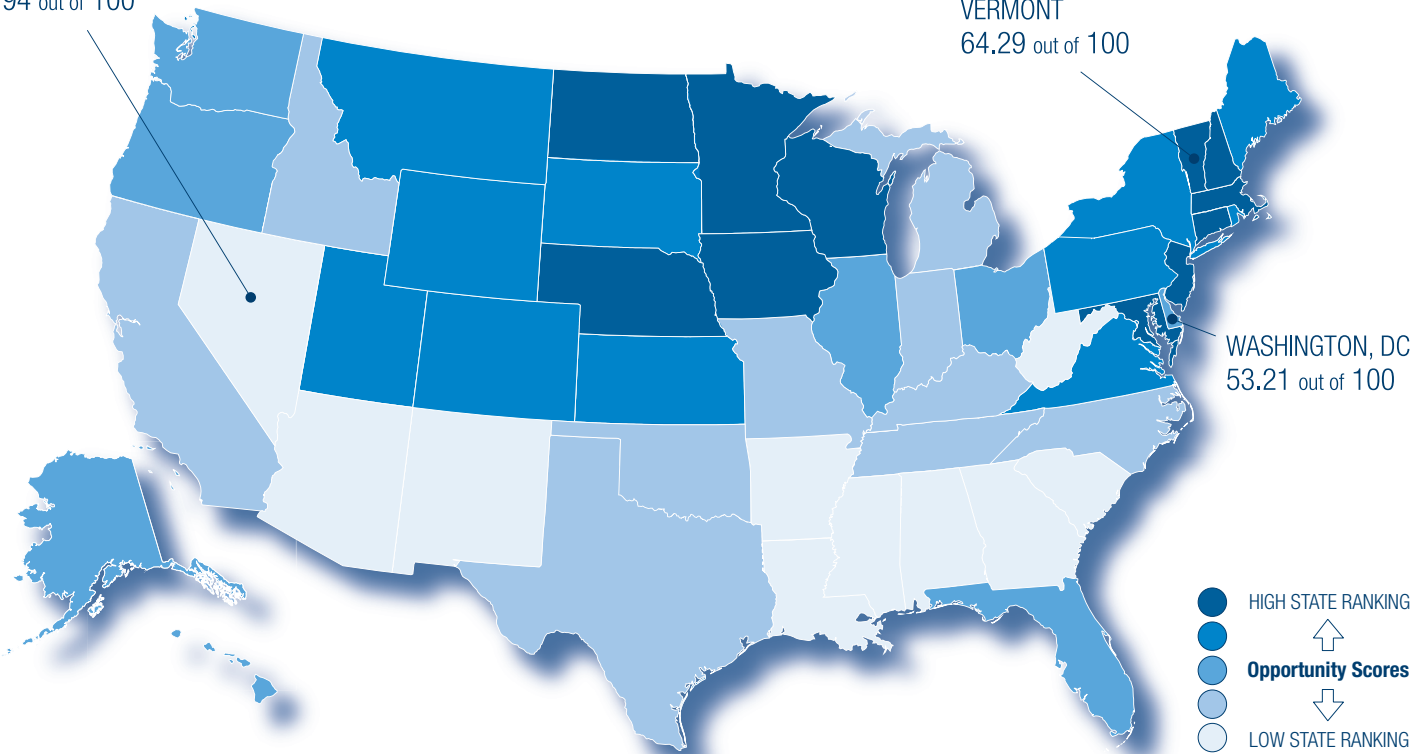 94 out of 100
VERMONT
64.29 out of 100
WASHINGTON, DC
53.21 out of 100
HIGH STATE RANKING
Opportunity Scores
LOW STATE RANKING